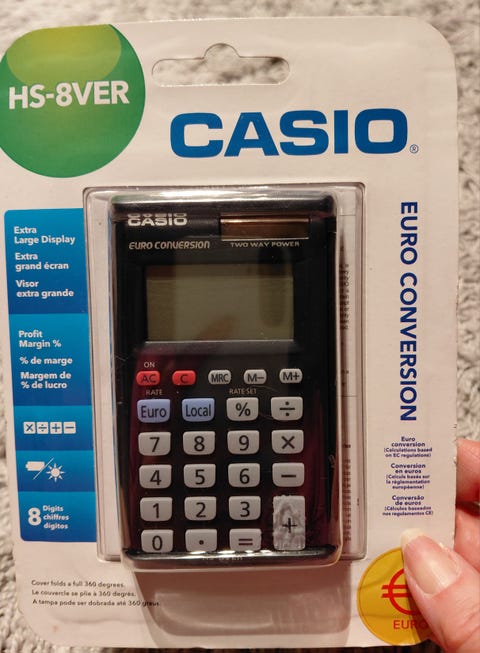 HS-8VER
CASIO®
Extra
Large Display
Extra
grand écran
Visor
extra grande
Profit
Margin %
% de marge
Margem de
% de lucro
× ÷ + −
8 Digits
chiffres
dígitos
CASIO
CASIO
EURO CONVERSION TWO WAY POWER
ON
AC C MRC M− M+
RATE RATE SET
Euro Local % ÷
7 8 9 ×
4 5 6 −
1 2 3 +
0 · =
EURO CONVERSION
Euro
conversion
(Calculations based
on EC regulations)
Conversion
en euros
(Calculs basés sur
la réglementation
européenne)
Conversão
de euros
(Cálculos baseados
nos regulamentos CE)
Cover folds a full 360 degrees.
Le couvercle se plie à 360 degrés.
A tampa pode ser dobrada até 360 graus.
€
EURO